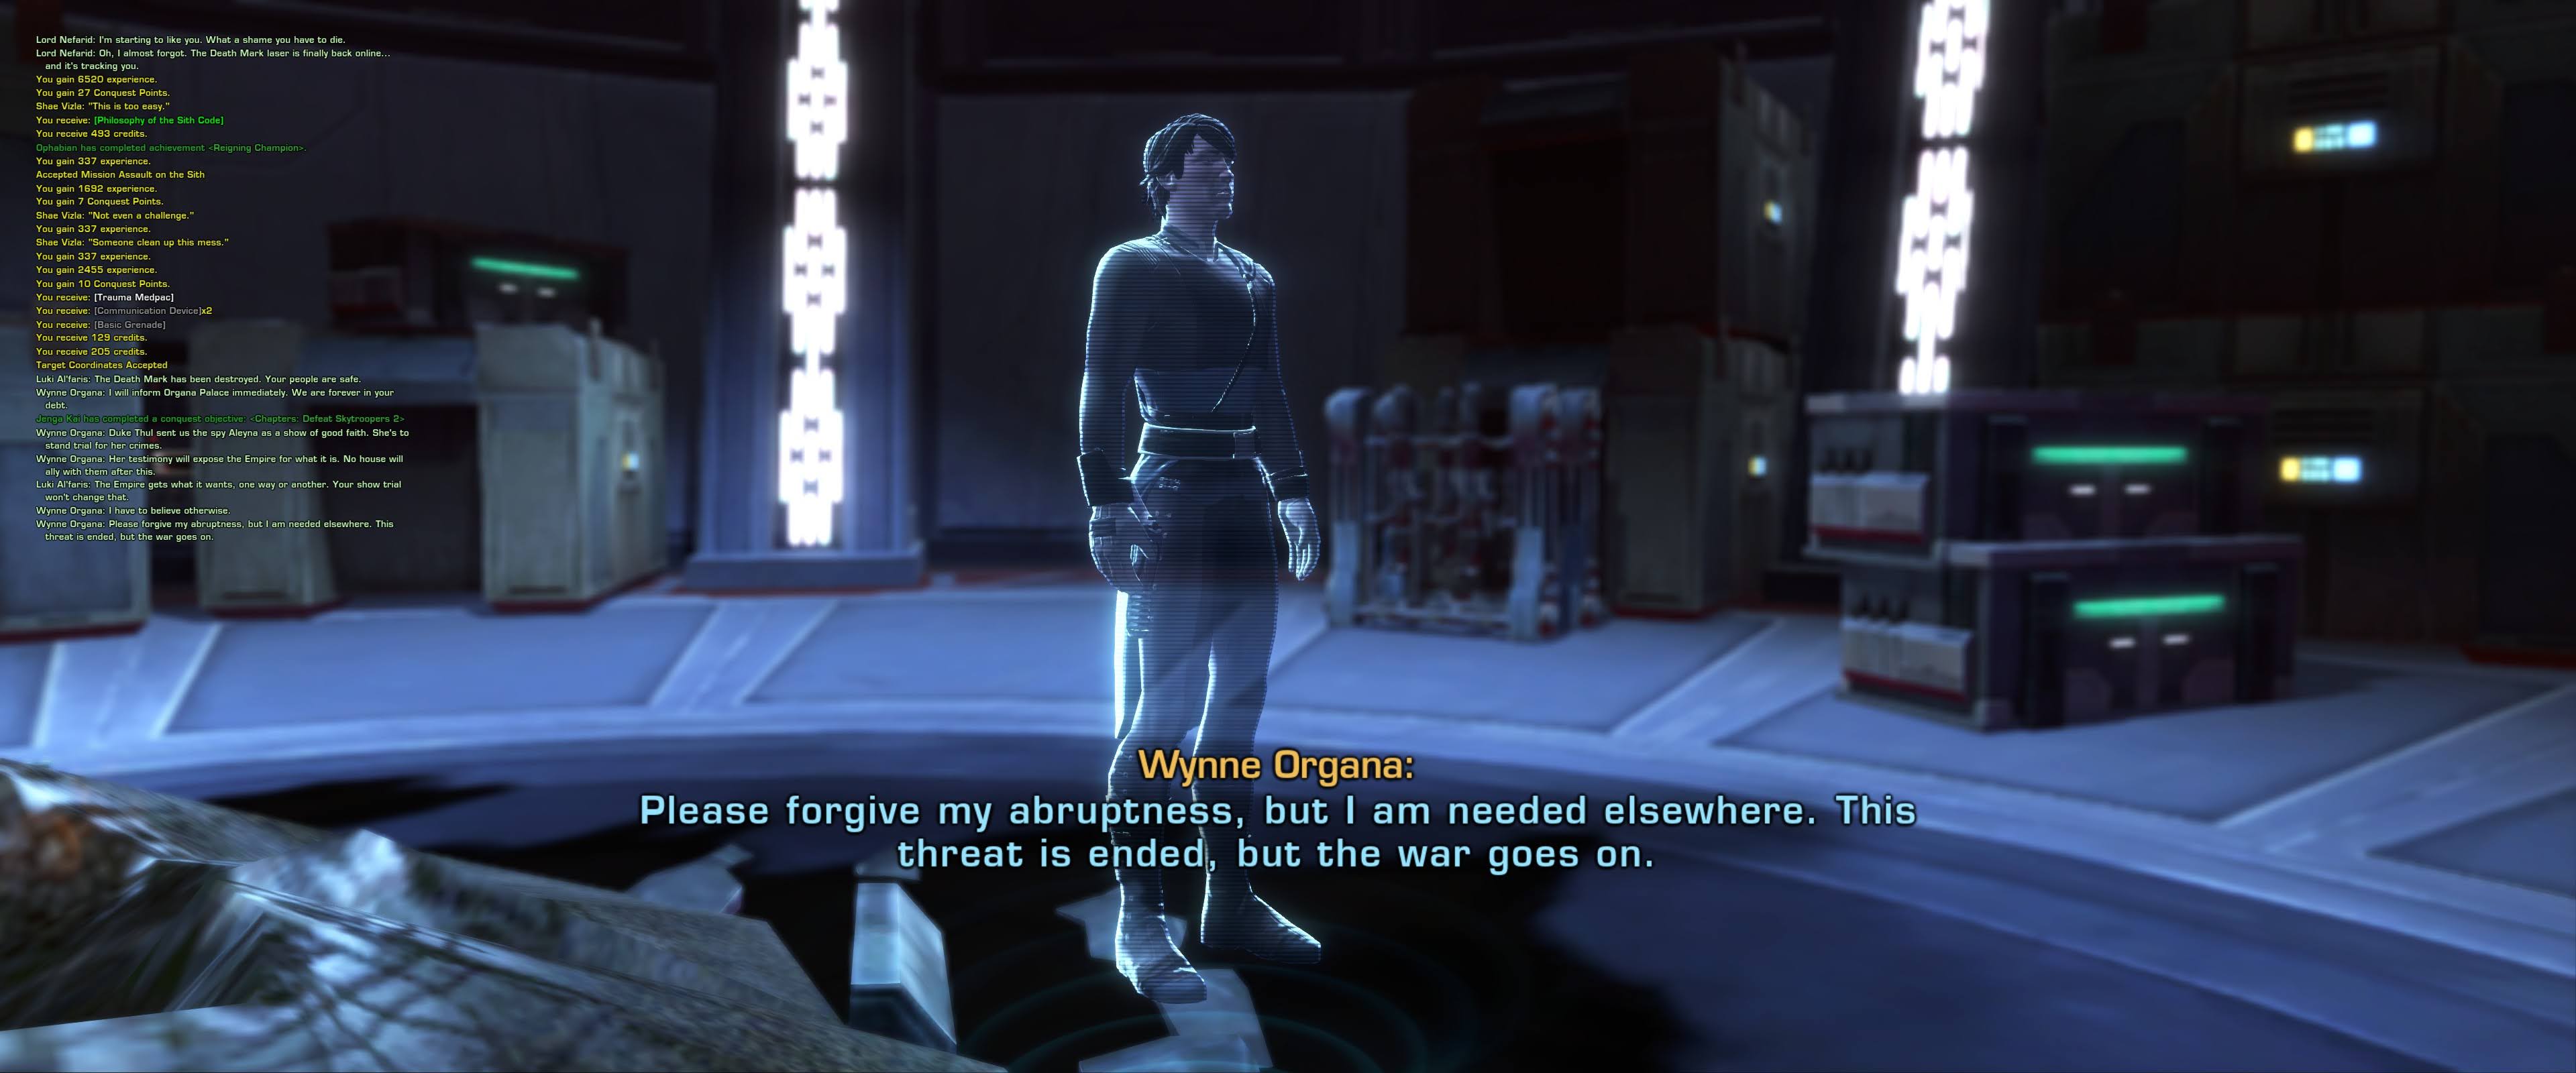 Lord Nefarid: I'm starting to like you. What a shame you have to die.
Lord Nefarid: Oh, I almost forgot. The Death Mark laser is finally back online...
and it's tracking you.
You gain 6520 experience.
You gain 27 Conquest Points.
Shae Vizla: "This is too easy."
You receive: [Philosophy of the Sith Code]
You receive 493 credits.
Ophabian has completed achievement <Reigning Champion>.
You gain 337 experience.
Accepted Mission Assault on the Sith
You gain 1692 experience.
You gain 7 Conquest Points.
Shae Vizla: "Not even a challenge."
You gain 337 experience.
Shae Vizla: "Someone clean up this mess."
You gain 337 experience.
You gain 2455 experience.
You gain 10 Conquest Points.
You receive: [Trauma Medpac]
You receive: [Communication Device]x2
You receive: [Basic Grenade]
You receive 129 credits.
You receive 205 credits.
Target Coordinates Accepted
Luki Al'faris: The Death Mark has been destroyed. Your people are safe.
Wynne Organa: I will inform Organa Palace immediately. We are forever in your
debt.
Jenga Kai has completed a conquest objective: <Chapters: Defeat Skytroopers 2>
Wynne Organa: Duke Thul sent us the spy Aleyna as a show of good faith. She's to
stand trial for her crimes.
Wynne Organa: Her testimony will expose the Empire for what it is. No house will
ally with them after this.
Luki Al'faris: The Empire gets what it wants, one way or another. Your show trial
won't change that.
Wynne Organa: I have to believe otherwise.
Wynne Organa: Please forgive my abruptness, but I am needed elsewhere. This
threat is ended, but the war goes on.
Wynne Organa:
Please forgive my abruptness, but I am needed elsewhere. This
threat is ended, but the war goes on.